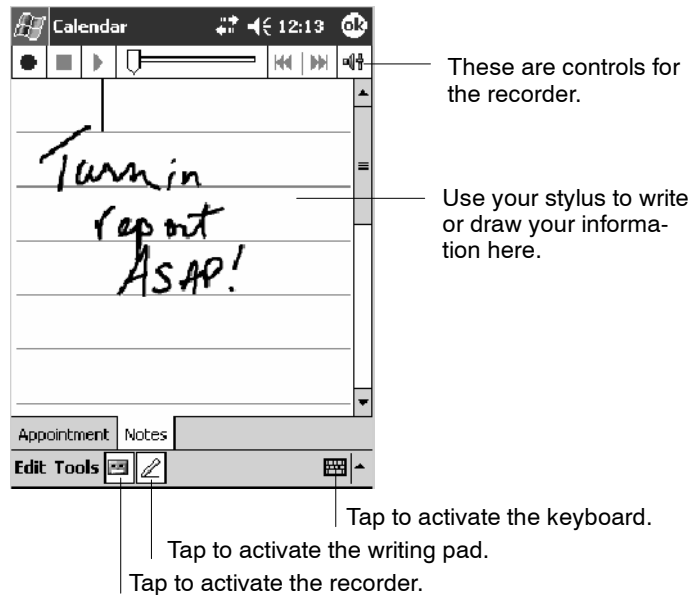 Calendar 12:13 ok
These are controls for
the recorder.
Turn in
report
ASAP!
Use your stylus to write
or draw your informa-
tion here.
Appointment Notes
Edit Tools
Tap to activate the keyboard.
Tap to activate the writing pad.
Tap to activate the recorder.